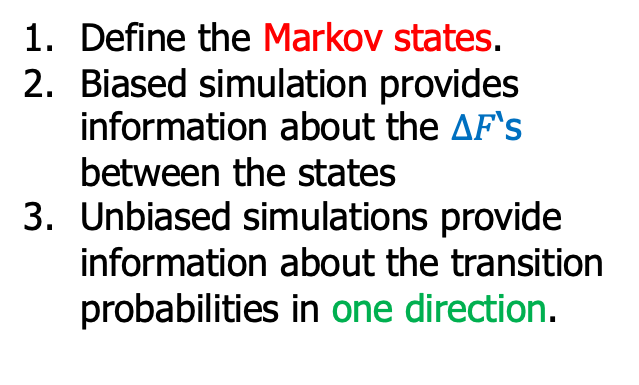 1. Define the Markov states.
2. Biased simulation provides
information about the ΔF‘s
between the states
3. Unbiased simulations provide
information about the transition
probabilities in one direction.